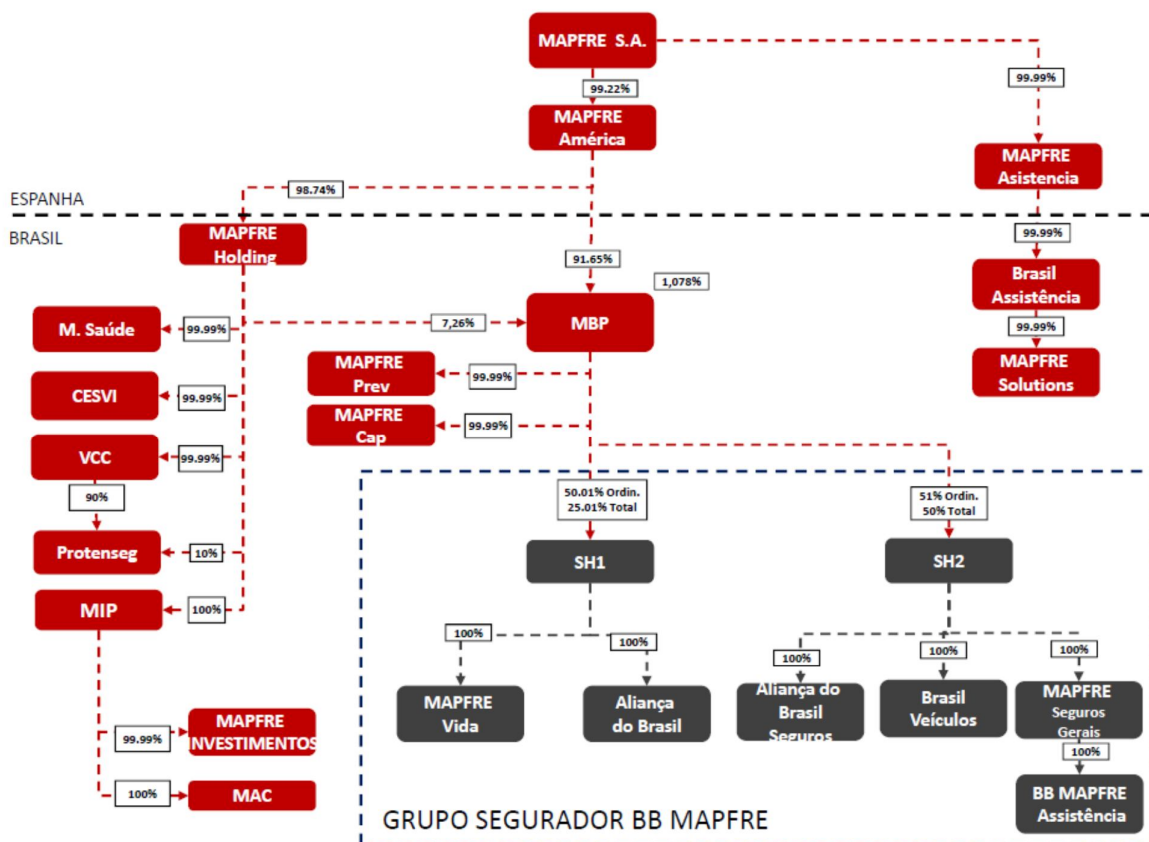 MAPFRE S.A.
99.22%
99.99%
MAPFRE
América
MAPFRE
Asistencia
98.74%
ESPANHA
BRASIL
MAPFRE
Holding
99.99%
91.65%
1,078%
Brasil
Assistência
M. Saúde
99.99%
7,26%
MBP
99.99%
MAPFRE
Prev
99.99%
MAPFRE
Solutions
CESVI
99.99%
MAPFRE
Cap
99.99%
VCC
99.99%
90%
50.01% Ordin.
25.01% Total
51% Ordin.
50% Total
Protenseg
10%
SH1
SH2
MIP
100%
100%
100%
100%
100%
100%
MAPFRE
Vida
Aliança
do Brasil
Aliança do
Brasil
Seguros
Brasil
Veículos
MAPFRE
Seguros
Gerais
MAPFRE
INVESTIMENTOS
99.99%
100%
100%
MAC
BB MAPFRE
Assistência
GRUPO SEGURADOR BB MAPFRE